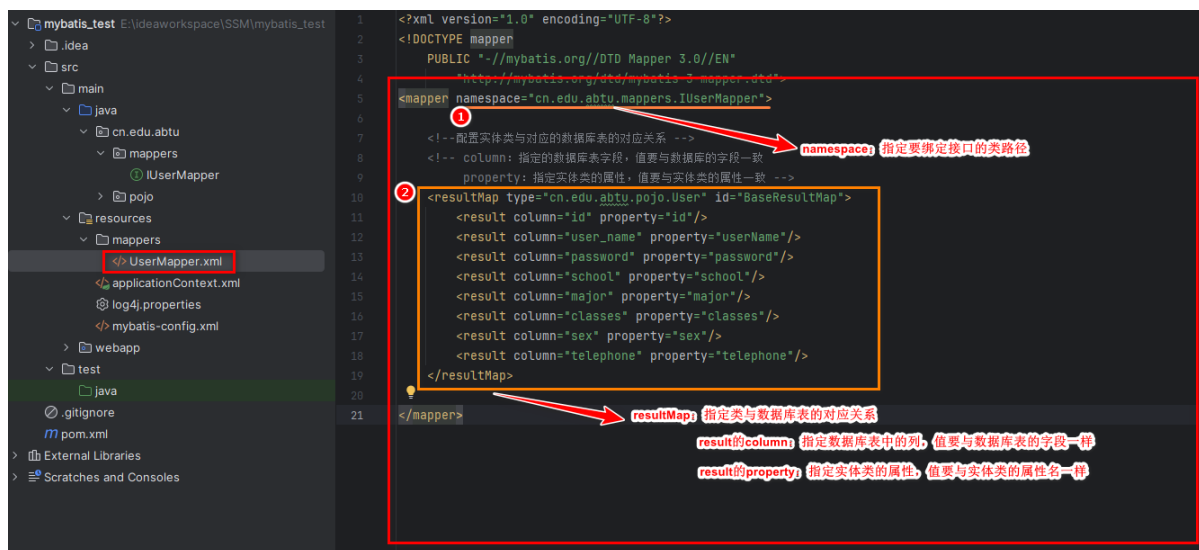 mybatis_test E:\ideaworkspace\SSM\mybatis_test
.idea
src
main
java
cn.edu.abtu
mappers
IUserMapper
pojo
resources
mappers
UserMapper.xml
applicationContext.xml
log4j.properties
mybatis-config.xml
webapp
test
java
.gitignore
pom.xml
External Libraries
Scratches and Consoles
1 <?xml version="1.0" encoding="UTF-8"?>
2 <!DOCTYPE mapper
3 PUBLIC "-//mybatis.org//DTD Mapper 3.0//EN"
4 "http://mybatis.org/dtd/mybatis-3-mapper.dtd">
5 <mapper namespace="cn.edu.abtu.mappers.IUserMapper">
6
1
namespace：指定要绑定接口的类路径
7 <!--配置实体类与对应的数据库表的对应关系 -->
8 <!-- column：指定的数据库表字段，值要与数据库的字段一致
9 property：指定实体类的属性，值要与实体类的属性一致 -->
2
10 <resultMap type="cn.edu.abtu.pojo.User" id="BaseResultMap">
11 <result column="id" property="id"/>
12 <result column="user_name" property="userName"/>
13 <result column="password" property="password"/>
14 <result column="school" property="school"/>
15 <result column="major" property="major"/>
16 <result column="classes" property="classes"/>
17 <result column="sex" property="sex"/>
18 <result column="telephone" property="telephone"/>
19 </resultMap>
20
21 </mapper>
resultMap：指定类与数据库表的对应关系
result的column：指定数据库表中的列，值要与数据库表的字段一样
result的property：指定实体类的属性，值要与实体类的属性名一样